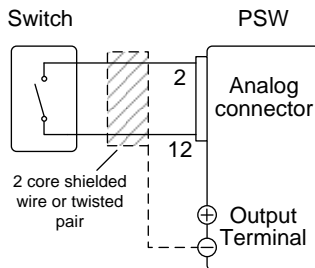 Switch
PSW
2
Analog
connector
12
2 core shielded
wire or twisted
pair
Output
Terminal